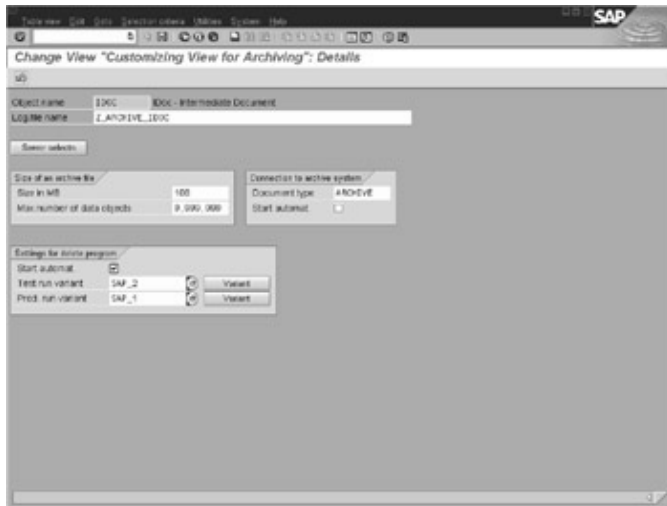 Table view Edit Goto Selection criteria Utilities System Help
SAP
Change View "Customizing View for Archiving": Details
Object name IDOC IDoc - Intermediate Document
Log.file name Z_ARCHIVE_IDOC
Server selectn
Size of an archive file
Size in MB 100
Max.number of data objects
Connection to archive system
Document type ARCHIVE
Start automat.
Settings for delete program
Start automat.
Test run variant SAP_2 Variant
Prod. run variant SAP_1 Variant